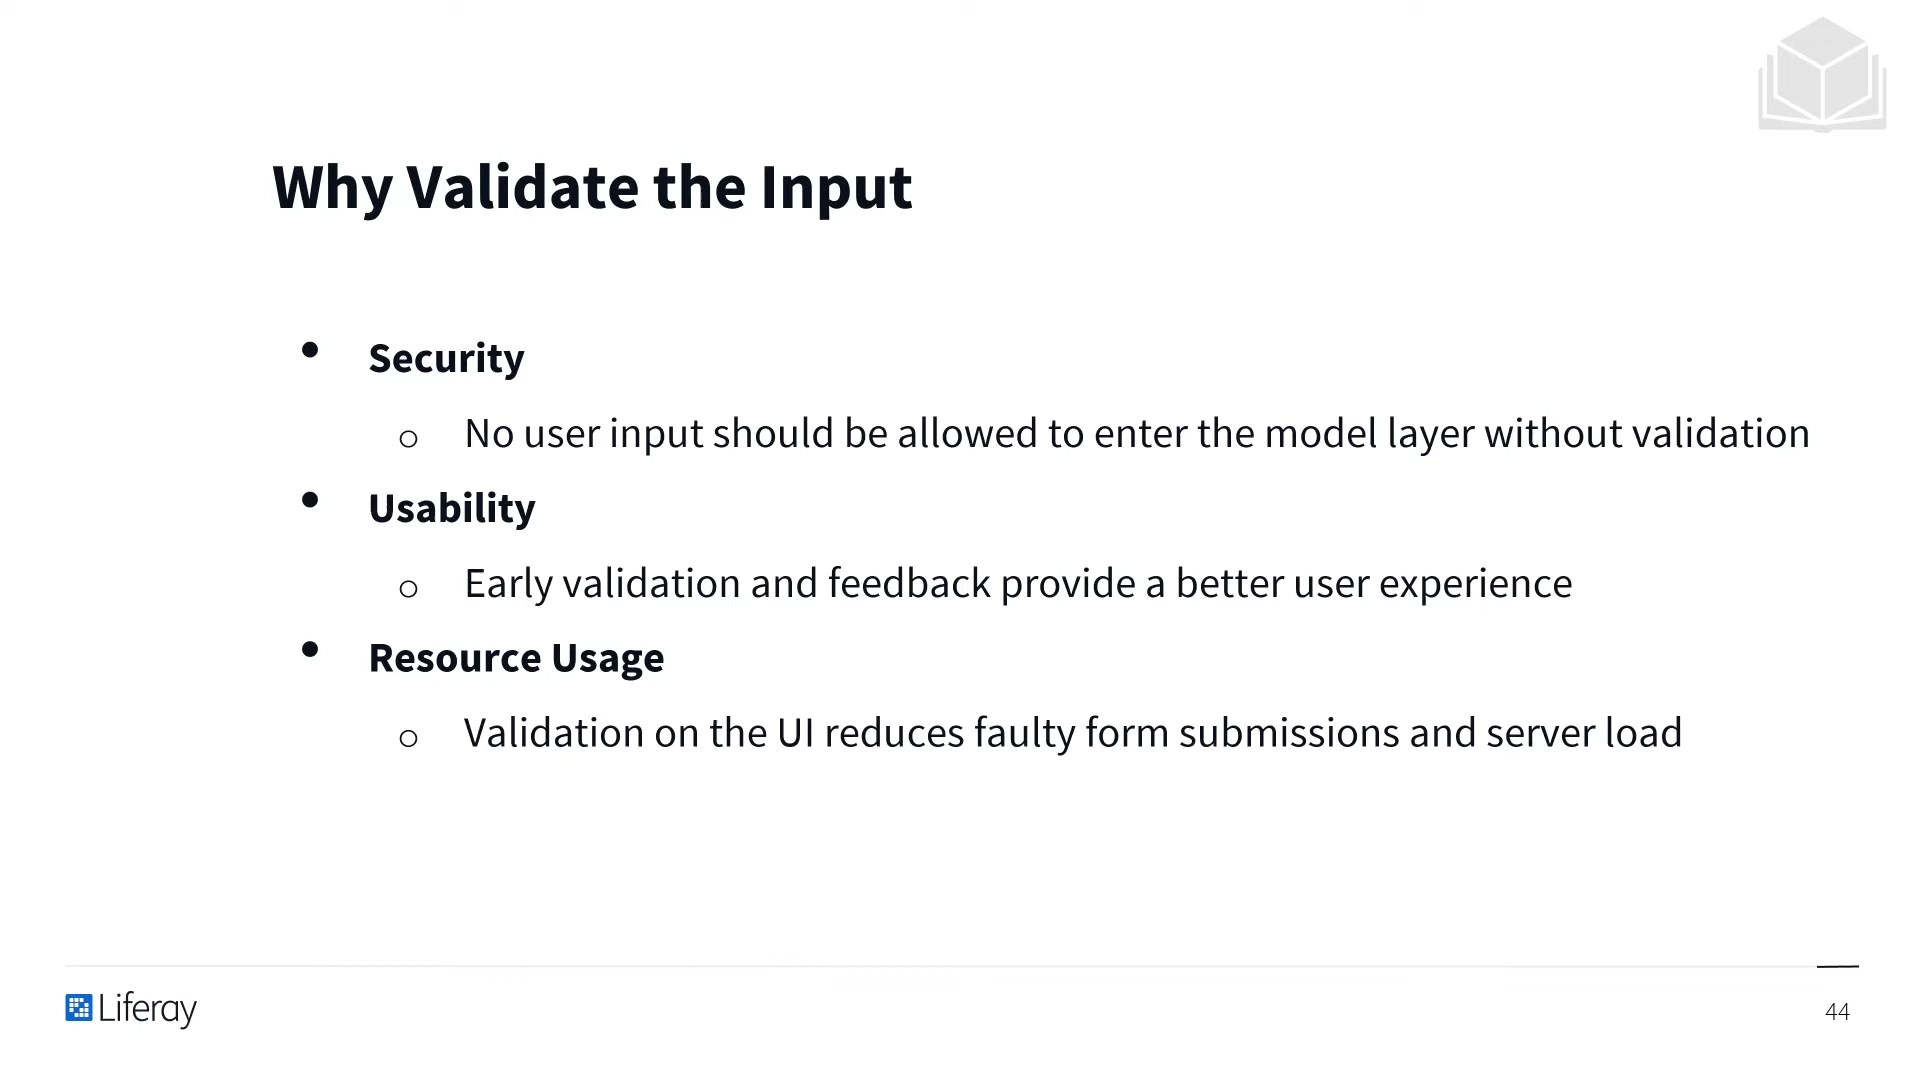 Why Validate the Input
• Security
o No user input should be allowed to enter the model layer without validation
• Usability
o Early validation and feedback provide a better user experience
• Resource Usage
o Validation on the UI reduces faulty form submissions and server load
Liferay
44